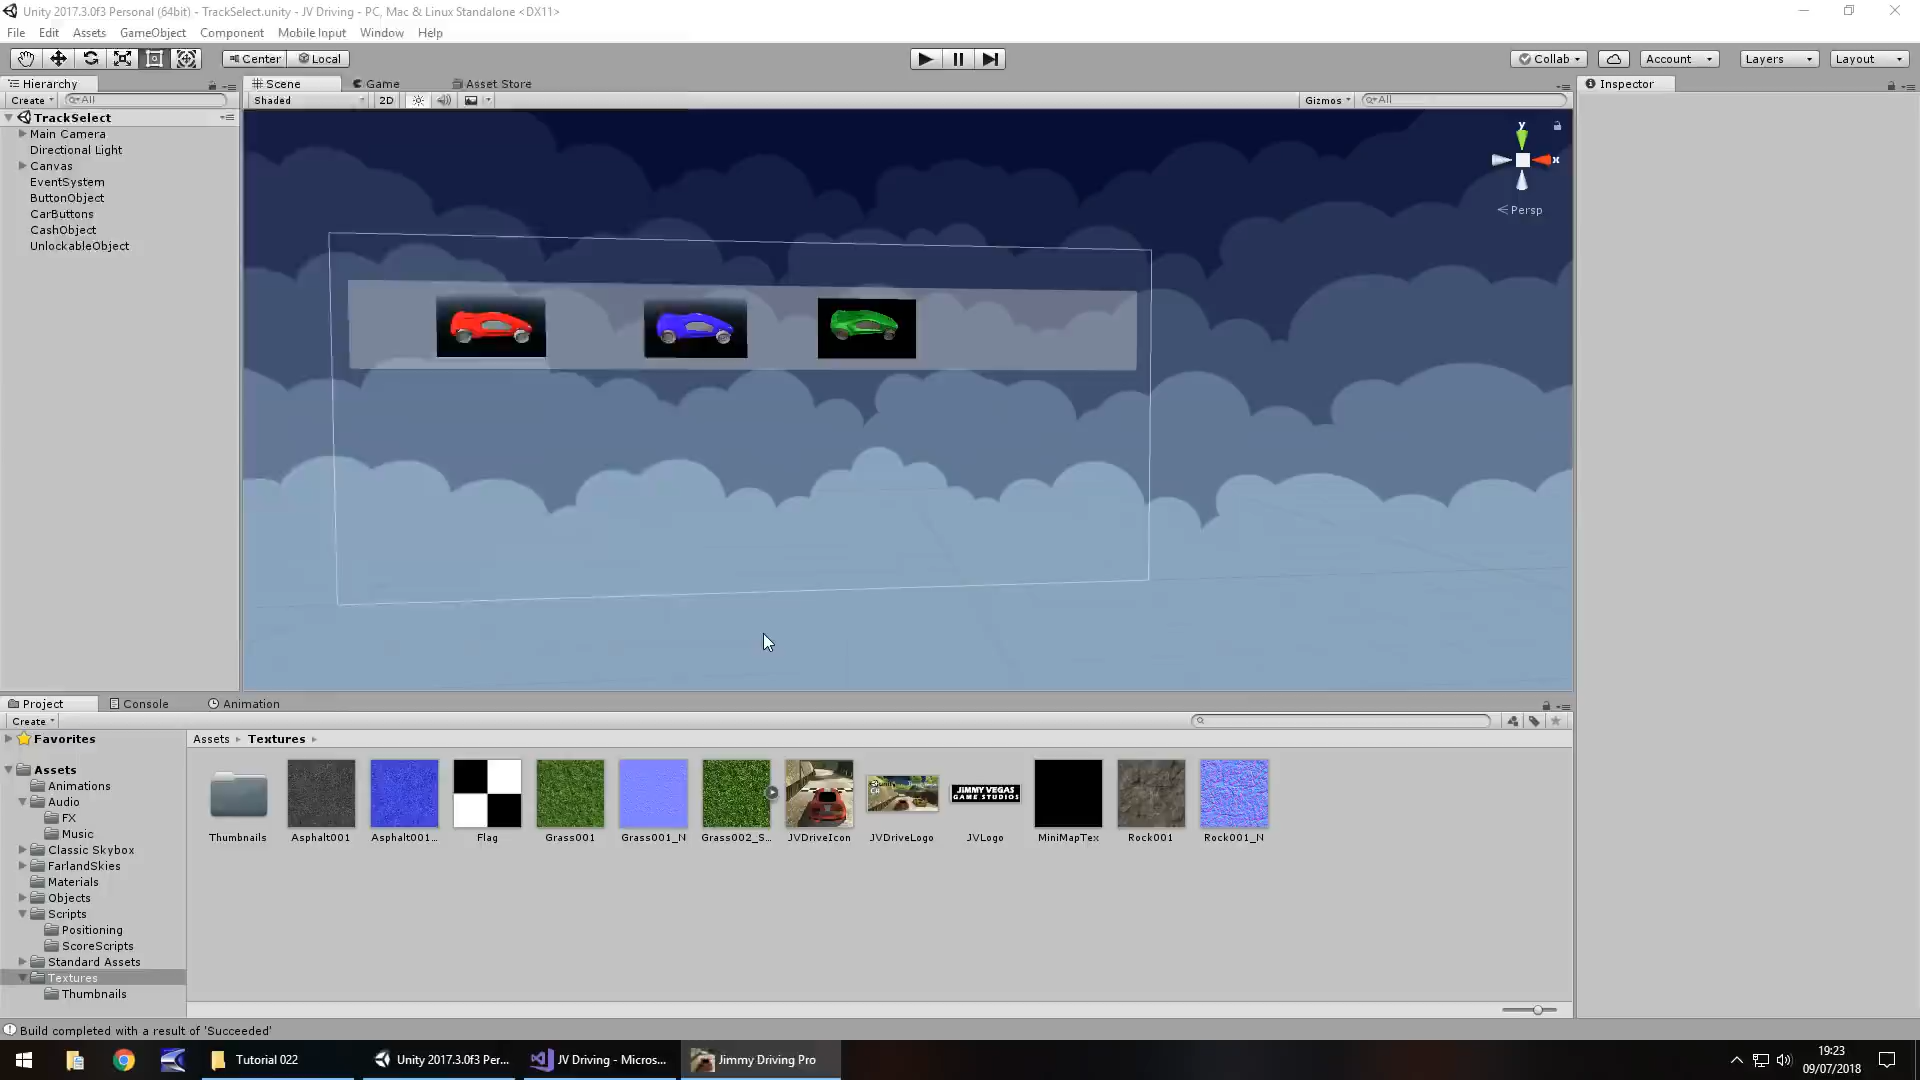 Unity 2017.3.0f3 Personal (64bit) - TrackSelect.unity - JV Driving - PC, Mac & Linux Standalone <DX11>
File Edit Assets GameObject Component Mobile Input Window Help
Center Local Collab Account Layers Layout
Hierarchy Scene Game Asset Store Inspector
Create All Shaded 2D Gizmos All
TrackSelect
Main Camera
Directional Light
Canvas
EventSystem
ButtonObject
CarButtons
CashObject
UnlockableObject
y
x
Persp
Project Console Animation
Create
Favorites
Assets
Animations
Audio
FX
Music
Classic Skybox
FarlandSkies
Materials
Objects
Scripts
Positioning
ScoreScripts
Standard Assets
Textures
Thumbnails
Assets Textures
JIMMY VEGAS
GAME STUDIOS
Thumbnails Asphalt001 Asphalt001... Flag Grass001 Grass001_N Grass002_S... JVDriveIcon JVDriveLogo JVLogo MiniMapTex Rock001 Rock001_N
Build completed with a result of 'Succeeded'
Tutorial 022 Unity 2017.3.0f3 Per... JV Driving - Micros... Jimmy Driving Pro
19:23
09/07/2018